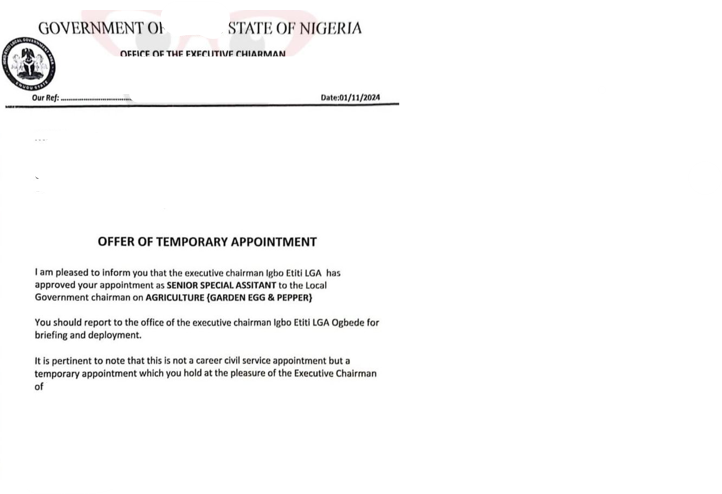 GOVERNMENT OF STATE OF NIGERIA
OFFICE OF THE EXECUTIVE CHIARMAN
Our Ref: ................................ Date:01/11/2024
OFFER OF TEMPORARY APPOINTMENT
I am pleased to inform you that the executive chairman Igbo Etiti LGA has
approved your appointment as SENIOR SPECIAL ASSITANT to the Local
Government chairman on AGRICULTURE {GARDEN EGG & PEPPER}
You should report to the office of the executive chairman Igbo Etiti LGA Ogbede for
briefing and deployment.
It is pertinent to note that this is not a career civil service appointment but a
temporary appointment which you hold at the pleasure of the Executive Chairman
of